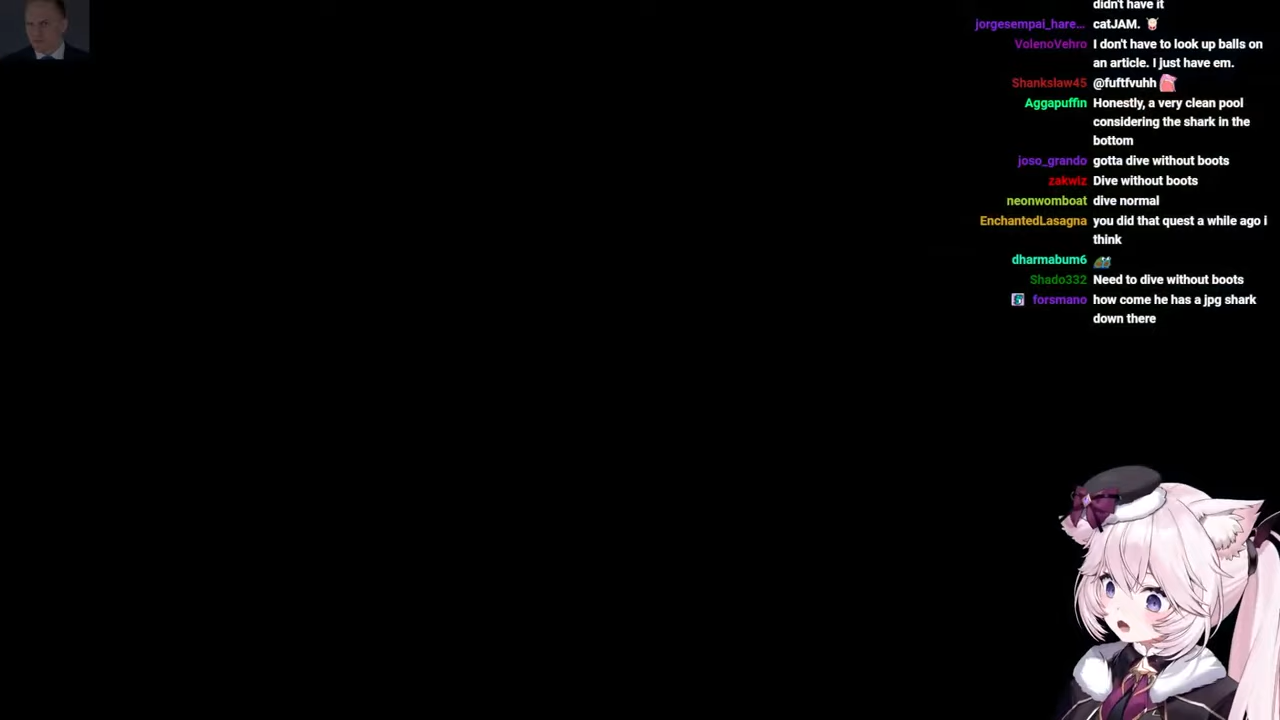 didn't have it
jorgesempai_hare... catJAM.
VolenoVehro I don't have to look up balls on
an article. I just have em.
Shankslaw45 @fuftfvuhh
Aggapuffin Honestly, a very clean pool
considering the shark in the
bottom
joso_grando gotta dive without boots
zakwiz Dive without boots
neonwomboat dive normal
EnchantedLasagna you did that quest a while ago i
think
dharmabum6
Shado332 Need to dive without boots
forsmano how come he has a jpg shark
down there